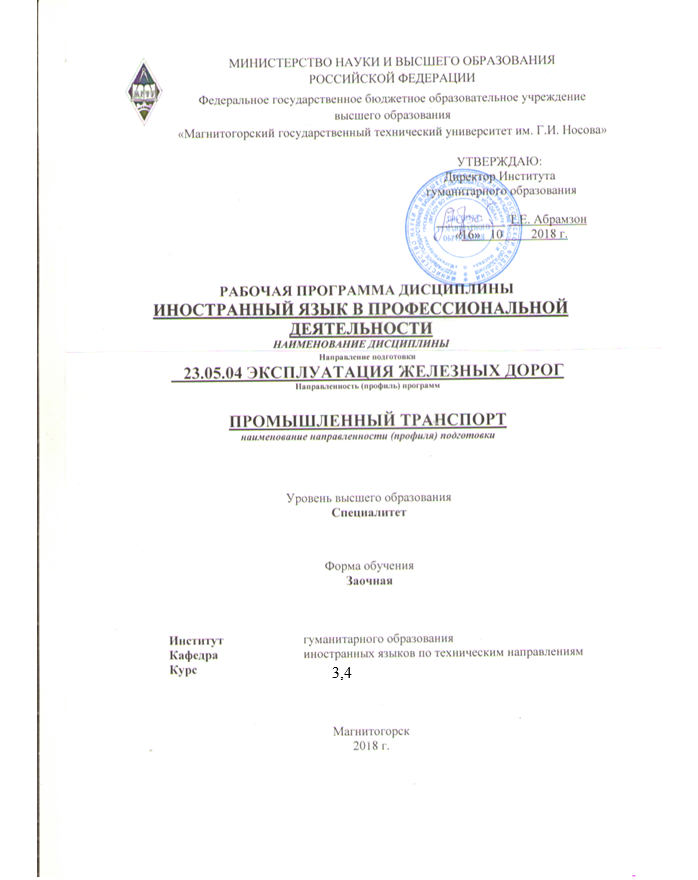 МИНИСТЕРСТВО НАУКИ И ВЫСШЕГО ОБРАЗОВАНИЯ
РОССИЙСКОЙ ФЕДЕРАЦИИ
Федеральное государственное бюджетное образовательное учреждение
высшего образования
«Магнитогорский государственный технический университет им. Г.И. Носова»
УТВЕРЖДАЮ:
Директор Института
гуманитарного образования
Т.Е. Абрамзон
«16» 10 2018 г.
РАБОЧАЯ ПРОГРАММА ДИСЦИПЛИНЫ
ИНОСТРАННЫЙ ЯЗЫК В ПРОФЕССИОНАЛЬНОЙ
ДЕЯТЕЛЬНОСТИ
НАИМЕНОВАНИЕ ДИСЦИПЛИНЫ
Направление подготовки
23.05.04 ЭКСПЛУАТАЦИЯ ЖЕЛЕЗНЫХ ДОРОГ
Направленность (профиль) программ
ПРОМЫШЛЕННЫЙ ТРАНСПОРТ
наименование направленности (профиля) подготовки
Уровень высшего образования
Специалитет
Форма обучения
Заочная
Институт гуманитарного образования
Кафедра иностранных языков по техническим направлениям
Курс 3,4
Магнитогорск
2018 г.